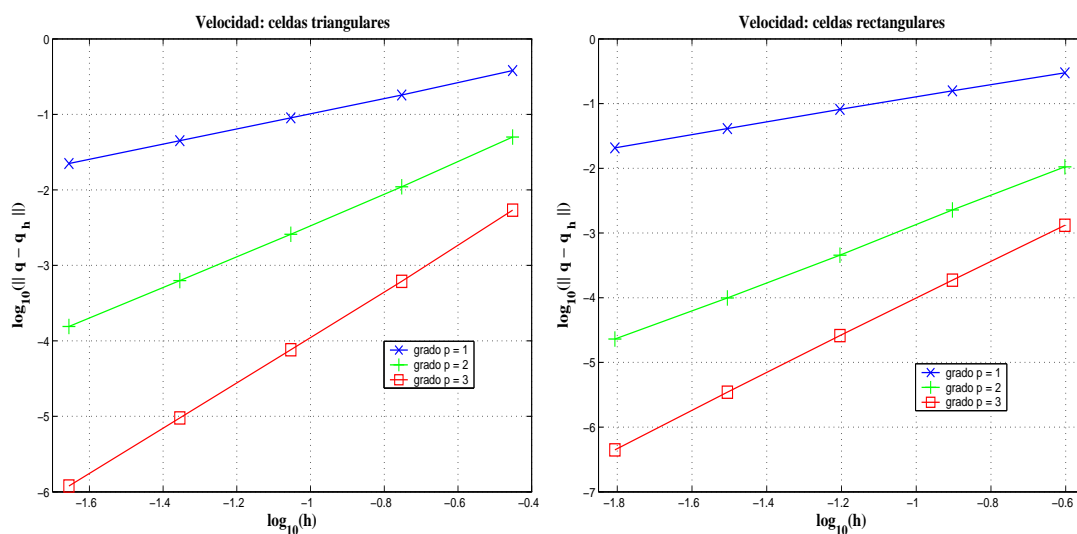 Velocidad: celdas triangulares
log10(|| q − q_h ||)
0
−1
−2
−3
−4
−5
−6
grado p = 1
grado p = 2
grado p = 3
−1.6
−1.4
−1.2
−1
−0.8
−0.6
−0.4
log10(h)
Velocidad: celdas rectangulares
log10(|| q − q_h ||)
0
−1
−2
−3
−4
−5
−6
−7
grado p = 1
grado p = 2
grado p = 3
−1.8
−1.6
−1.4
−1.2
−1
−0.8
−0.6
log10(h)